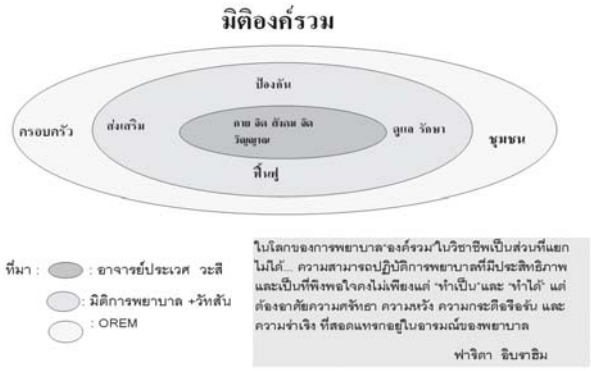 มิติองค์รวม
ป้องกัน
ครอบครัว
ส่งเสริม
กาย จิต สังคม จิต
วิญญาณ
ดูแล รักษา
ชุมชน
ฟื้นฟู
ที่มา : : อาจารย์ประเวศ วะสี
: มิติการพยาบาล +วัทสัน
: OREM
ในโลกของการพยาบาล"องค์รวม"ในวิชาชีพเป็นส่วนที่แยก
ไม่ได้... ความสามารถปฏิบัติการพยาบาลที่มีประสิทธิภาพ
และเป็นที่พึงพอใจคงไม่เพียงแต่ "ทำเป็น"และ "ทำได้" แต่
ต้องอาศัยความศรัทธา ความหวัง ความกระตือรือร้น และ
ความร่าเริง ที่สอดแทรกอยู่ในอารมณ์ของพยาบาล
ฟาริดา อิบราฮิม